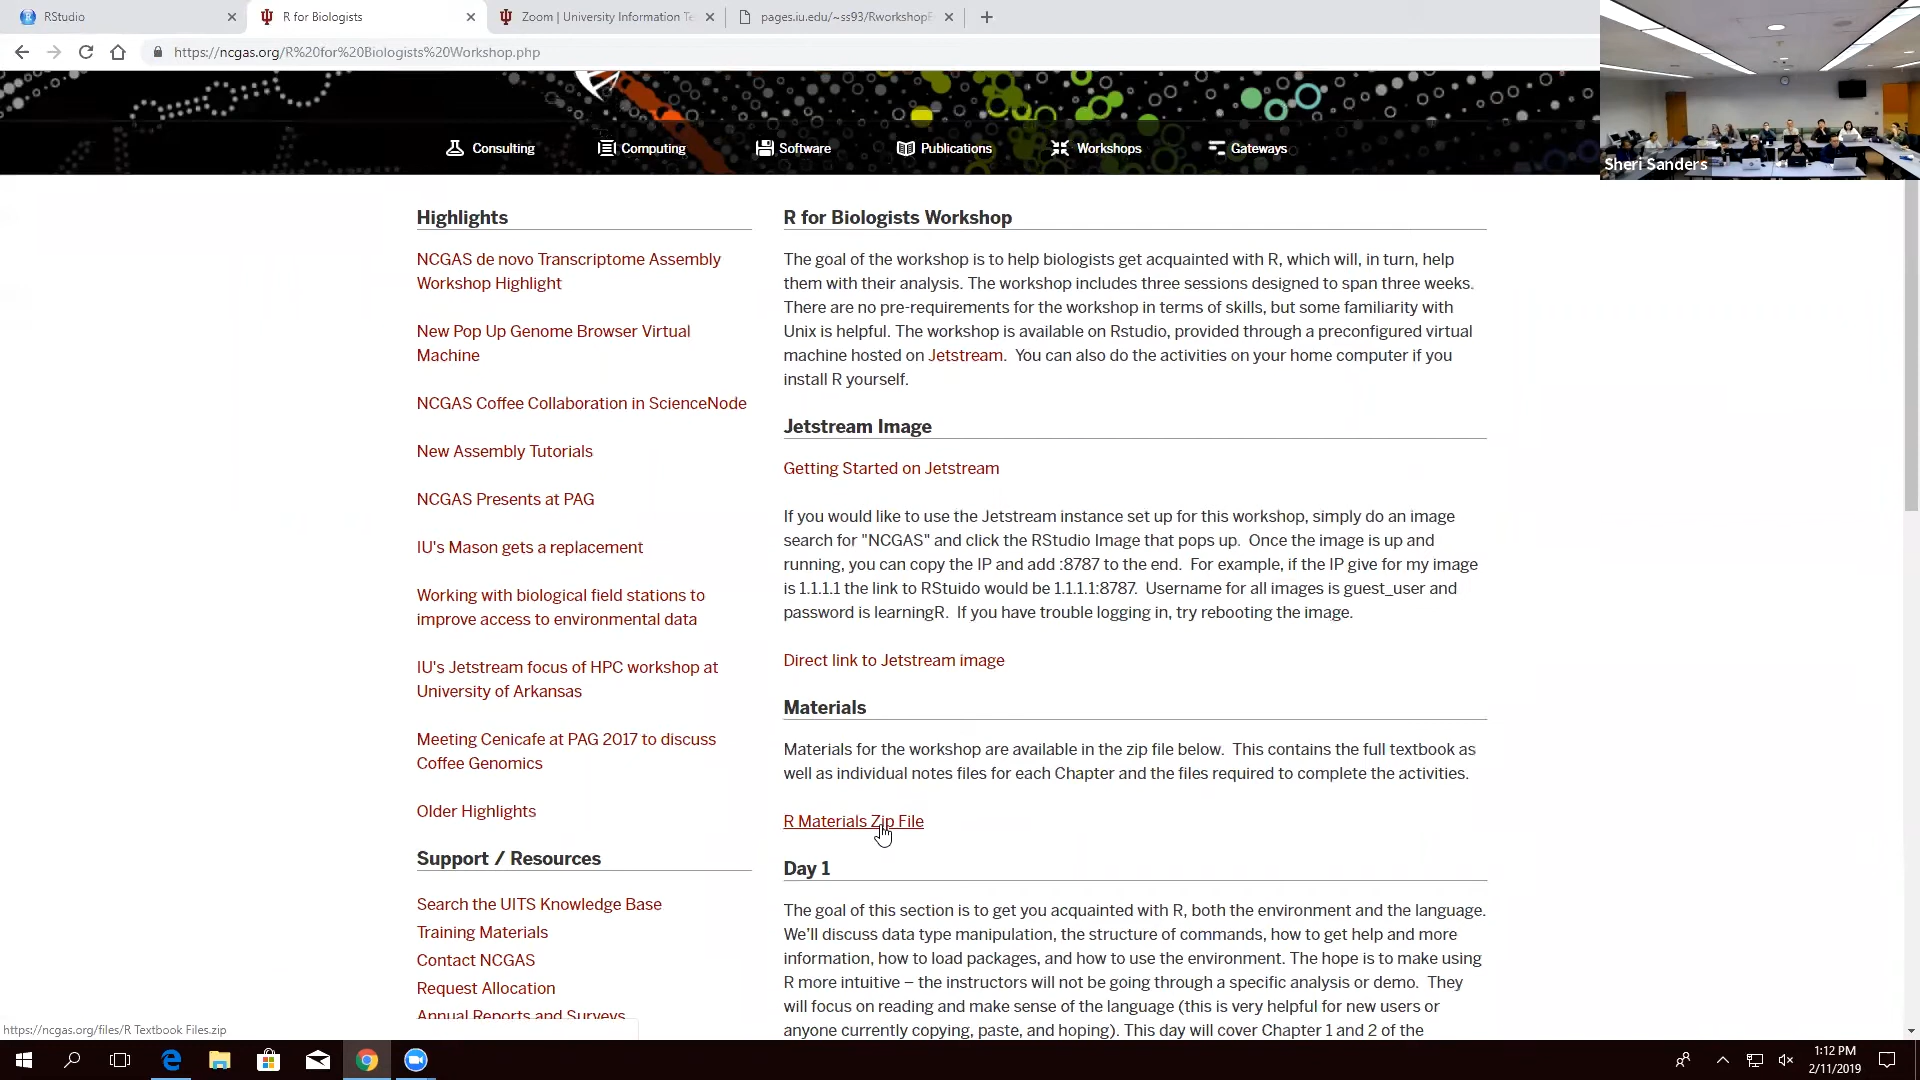 RStudio
R for Biologists
Zoom | University Information Te
pages.iu.edu/~ss93/RworkshopF
https://ncgas.org/R%20for%20Biologists%20Workshop.php
Sheri Sanders
Consulting
Computing
Software
Publications
Workshops
Gateways
Highlights
NCGAS de novo Transcriptome Assembly
Workshop Highlight
New Pop Up Genome Browser Virtual
Machine
NCGAS Coffee Collaboration in ScienceNode
New Assembly Tutorials
NCGAS Presents at PAG
IU's Mason gets a replacement
Working with biological field stations to
improve access to environmental data
IU's Jetstream focus of HPC workshop at
University of Arkansas
Meeting Cenicafe at PAG 2017 to discuss
Coffee Genomics
Older Highlights
Support / Resources
Search the UITS Knowledge Base
Training Materials
Contact NCGAS
Request Allocation
Annual Reports and Surveys
R for Biologists Workshop
The goal of the workshop is to help biologists get acquainted with R, which will, in turn, help
them with their analysis. The workshop includes three sessions designed to span three weeks.
There are no pre-requirements for the workshop in terms of skills, but some familiarity with
Unix is helpful. The workshop is available on Rstudio, provided through a preconfigured virtual
machine hosted on Jetstream. You can also do the activities on your home computer if you
install R yourself.
Jetstream Image
Getting Started on Jetstream
If you would like to use the Jetstream instance set up for this workshop, simply do an image
search for "NCGAS" and click the RStudio Image that pops up. Once the image is up and
running, you can copy the IP and add :8787 to the end. For example, if the IP give for my image
is 1.1.1.1 the link to RStuido would be 1.1.1.1:8787. Username for all images is guest_user and
password is learningR. If you have trouble logging in, try rebooting the image.
Direct link to Jetstream image
Materials
Materials for the workshop are available in the zip file below. This contains the full textbook as
well as individual notes files for each Chapter and the files required to complete the activities.
R Materials Zip File
Day 1
The goal of this section is to get you acquainted with R, both the environment and the language.
We'll discuss data type manipulation, the structure of commands, how to get help and more
information, how to load packages, and how to use the environment. The hope is to make using
R more intuitive – the instructors will not be going through a specific analysis or demo. They
will focus on reading and make sense of the language (this is very helpful for new users or
anyone currently copying, paste, and hoping). This day will cover Chapter 1 and 2 of the
https://ncgas.org/files/R Textbook Files.zip
1:12 PM
2/11/2019